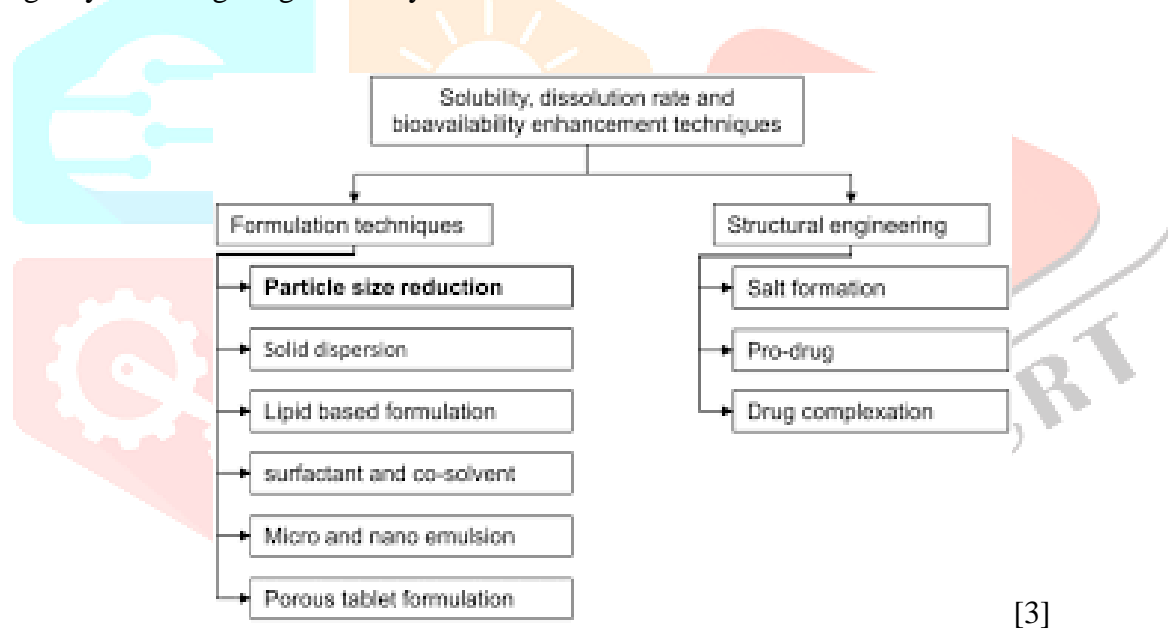 Solubility, dissolution rate and
bioavailability enhancement techniques
Formulation techniques
Structural engineering
Particle size reduction
Salt formation
Solid dispersion
Pro-drug
Lipid based formulation
Drug complexation
surfactant and co-solvent
Micro and nano emulsion
Porous tablet formulation
[3]